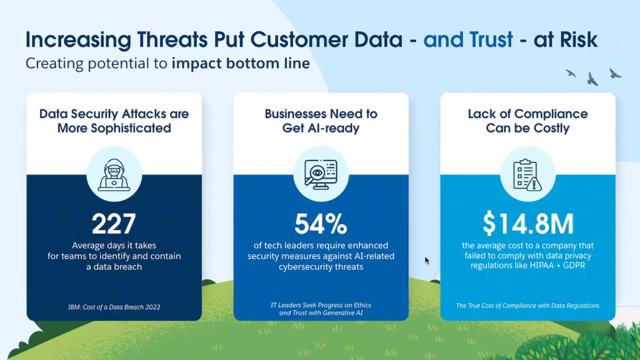 Increasing Threats Put Customer Data - and Trust - at Risk
Creating potential to impact bottom line
Data Security Attacks are
More Sophisticated
227
Average days it takes
for teams to identify and contain
a data breach
IBM: Cost of a Data Breach 2022
Businesses Need to
Get AI-ready
54%
of tech leaders require enhanced
security measures against AI-related
cybersecurity threats
IT Leaders Seek Progress on Ethics
and Trust with Generative AI
Lack of Compliance
Can be Costly
$14.8M
the average cost to a company that
failed to comply with data privacy
regulations like HIPAA + GDPR
The True Cost of Compliance with Data Regulations